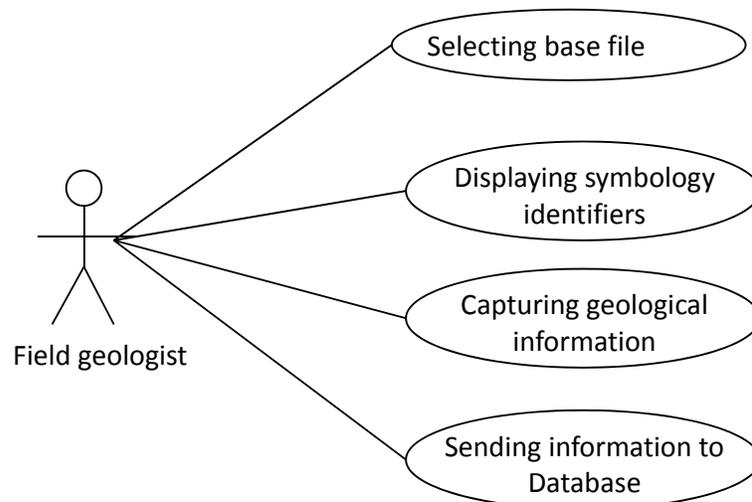 Selecting base file
Displaying symbology
identifiers
Capturing geological
information
Field geologist
Sending information to
Database